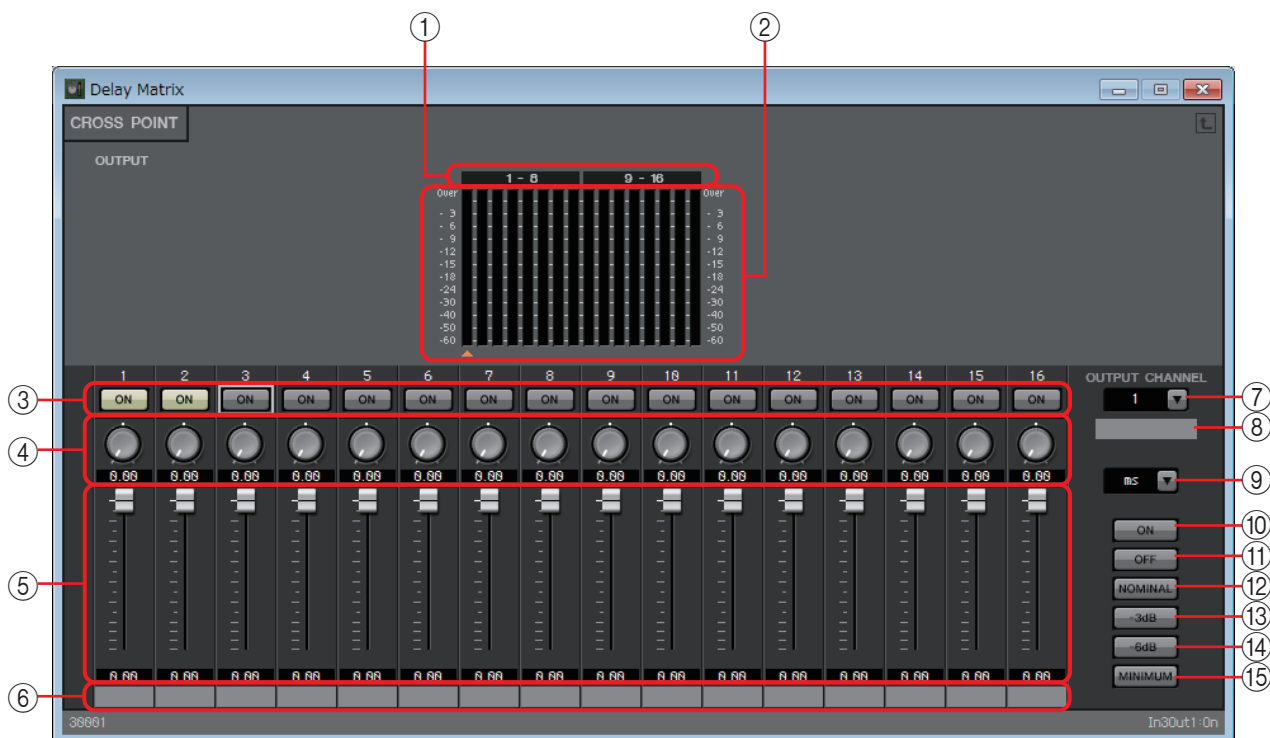 ① ②
Delay Matrix
CROSS POINT
OUTPUT
1 - 8 9 - 16
Over Over
- 3 - 3
- 6 - 6
- 9 - 9
-12 -12
-15 -15
-18 -18
-24 -24
-30 -30
-40 -40
-50 -50
-60 -60
1 2 3 4 5 6 7 8 9 10 11 12 13 14 15 16 OUTPUT CHANNEL
③ ON ON ON ON ON ON ON ON ON ON ON ON ON ON ON ON 1 ⑦
⑧
④
0.00 0.00 0.00 0.00 0.00 0.00 0.00 0.00 0.00 0.00 0.00 0.00 0.00 0.00 0.00 0.00
ms ⑨
ON ⑩
OFF ⑪
⑤
NOMINAL ⑫
-3dB ⑬
-6dB ⑭
0.00 0.00 0.00 0.00 0.00 0.00 0.00 0.00 0.00 0.00 0.00 0.00 0.00 0.00 0.00 0.00
MINIMUM ⑮
⑥
30001 In3Out1:On